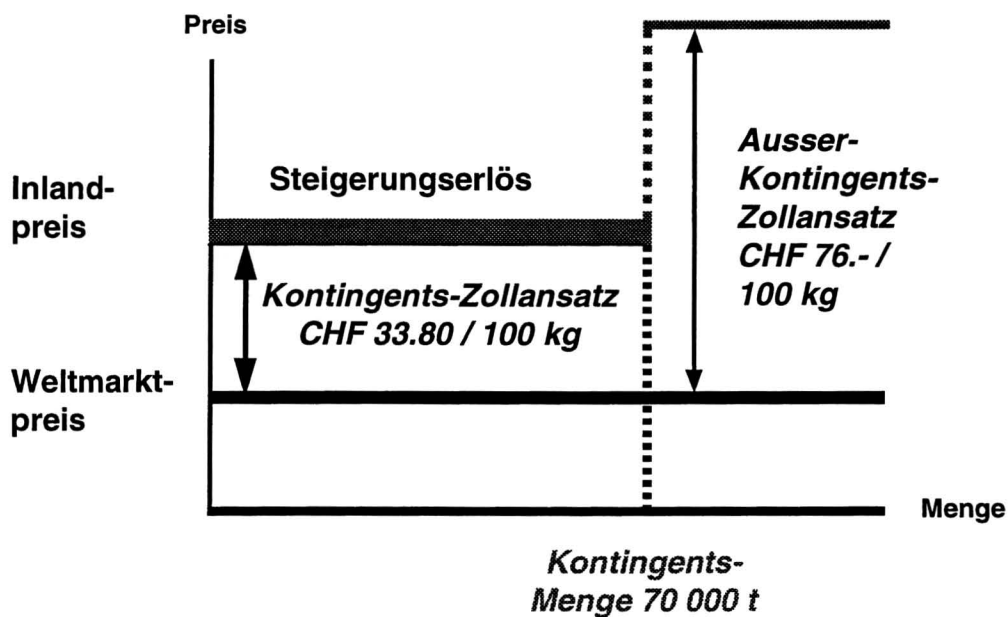 Preis
Inland-
preis
Steigerungserlös
Ausser-
Kontingents-
Zollansatz
CHF 76.- /
100 kg
Kontingents-Zollansatz
CHF 33.80 / 100 kg
Weltmarkt-
preis
Menge
Kontingents-
Menge 70 000 t